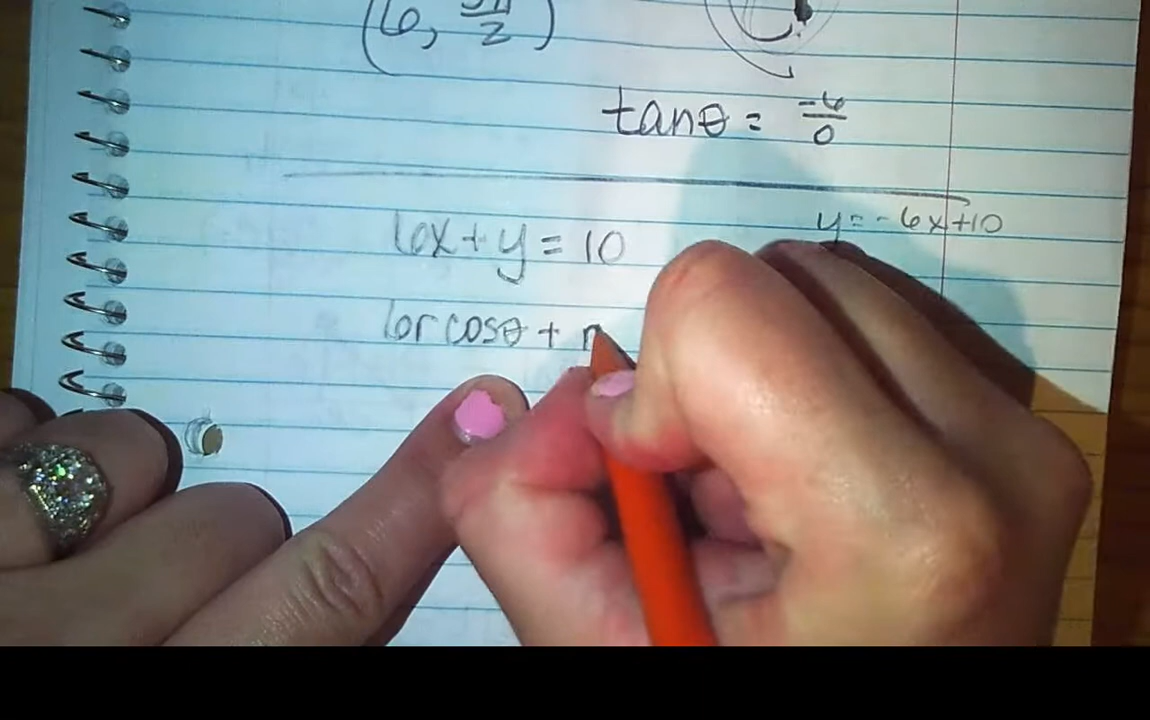 (6, 3π/2)
tanθ = -6/0
6x + y = 10
y = -6x+10
6r cosθ + r